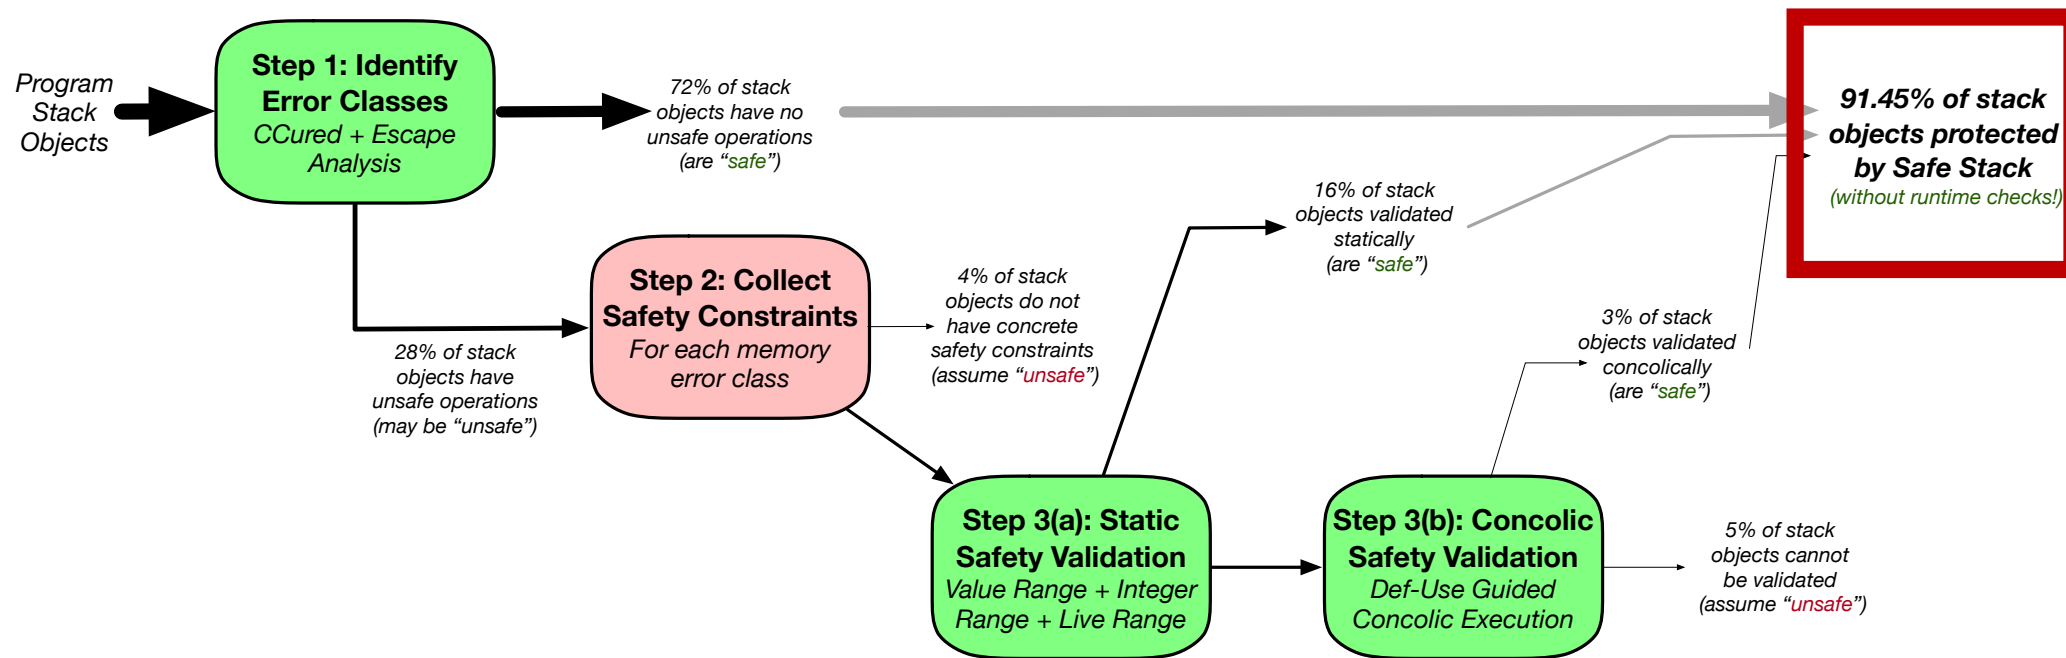 Program
Stack
Objects
Step 1: Identify
Error Classes
CCured + Escape
Analysis
72% of stack
objects have no
unsafe operations
(are “safe”)
91.45% of stack
objects protected
by Safe Stack
(without runtime checks!)
16% of stack
objects validated
statically
(are “safe”)
Step 2: Collect
Safety Constraints
For each memory
error class
4% of stack
objects do not
have concrete
safety constraints
(assume “unsafe”)
28% of stack
objects have
unsafe operations
(may be “unsafe”)
3% of stack
objects validated
concolically
(are “safe”)
Step 3(a): Static
Safety Validation
Value Range + Integer
Range + Live Range
Step 3(b): Concolic
Safety Validation
Def-Use Guided
Concolic Execution
5% of stack
objects cannot
be validated
(assume “unsafe”)